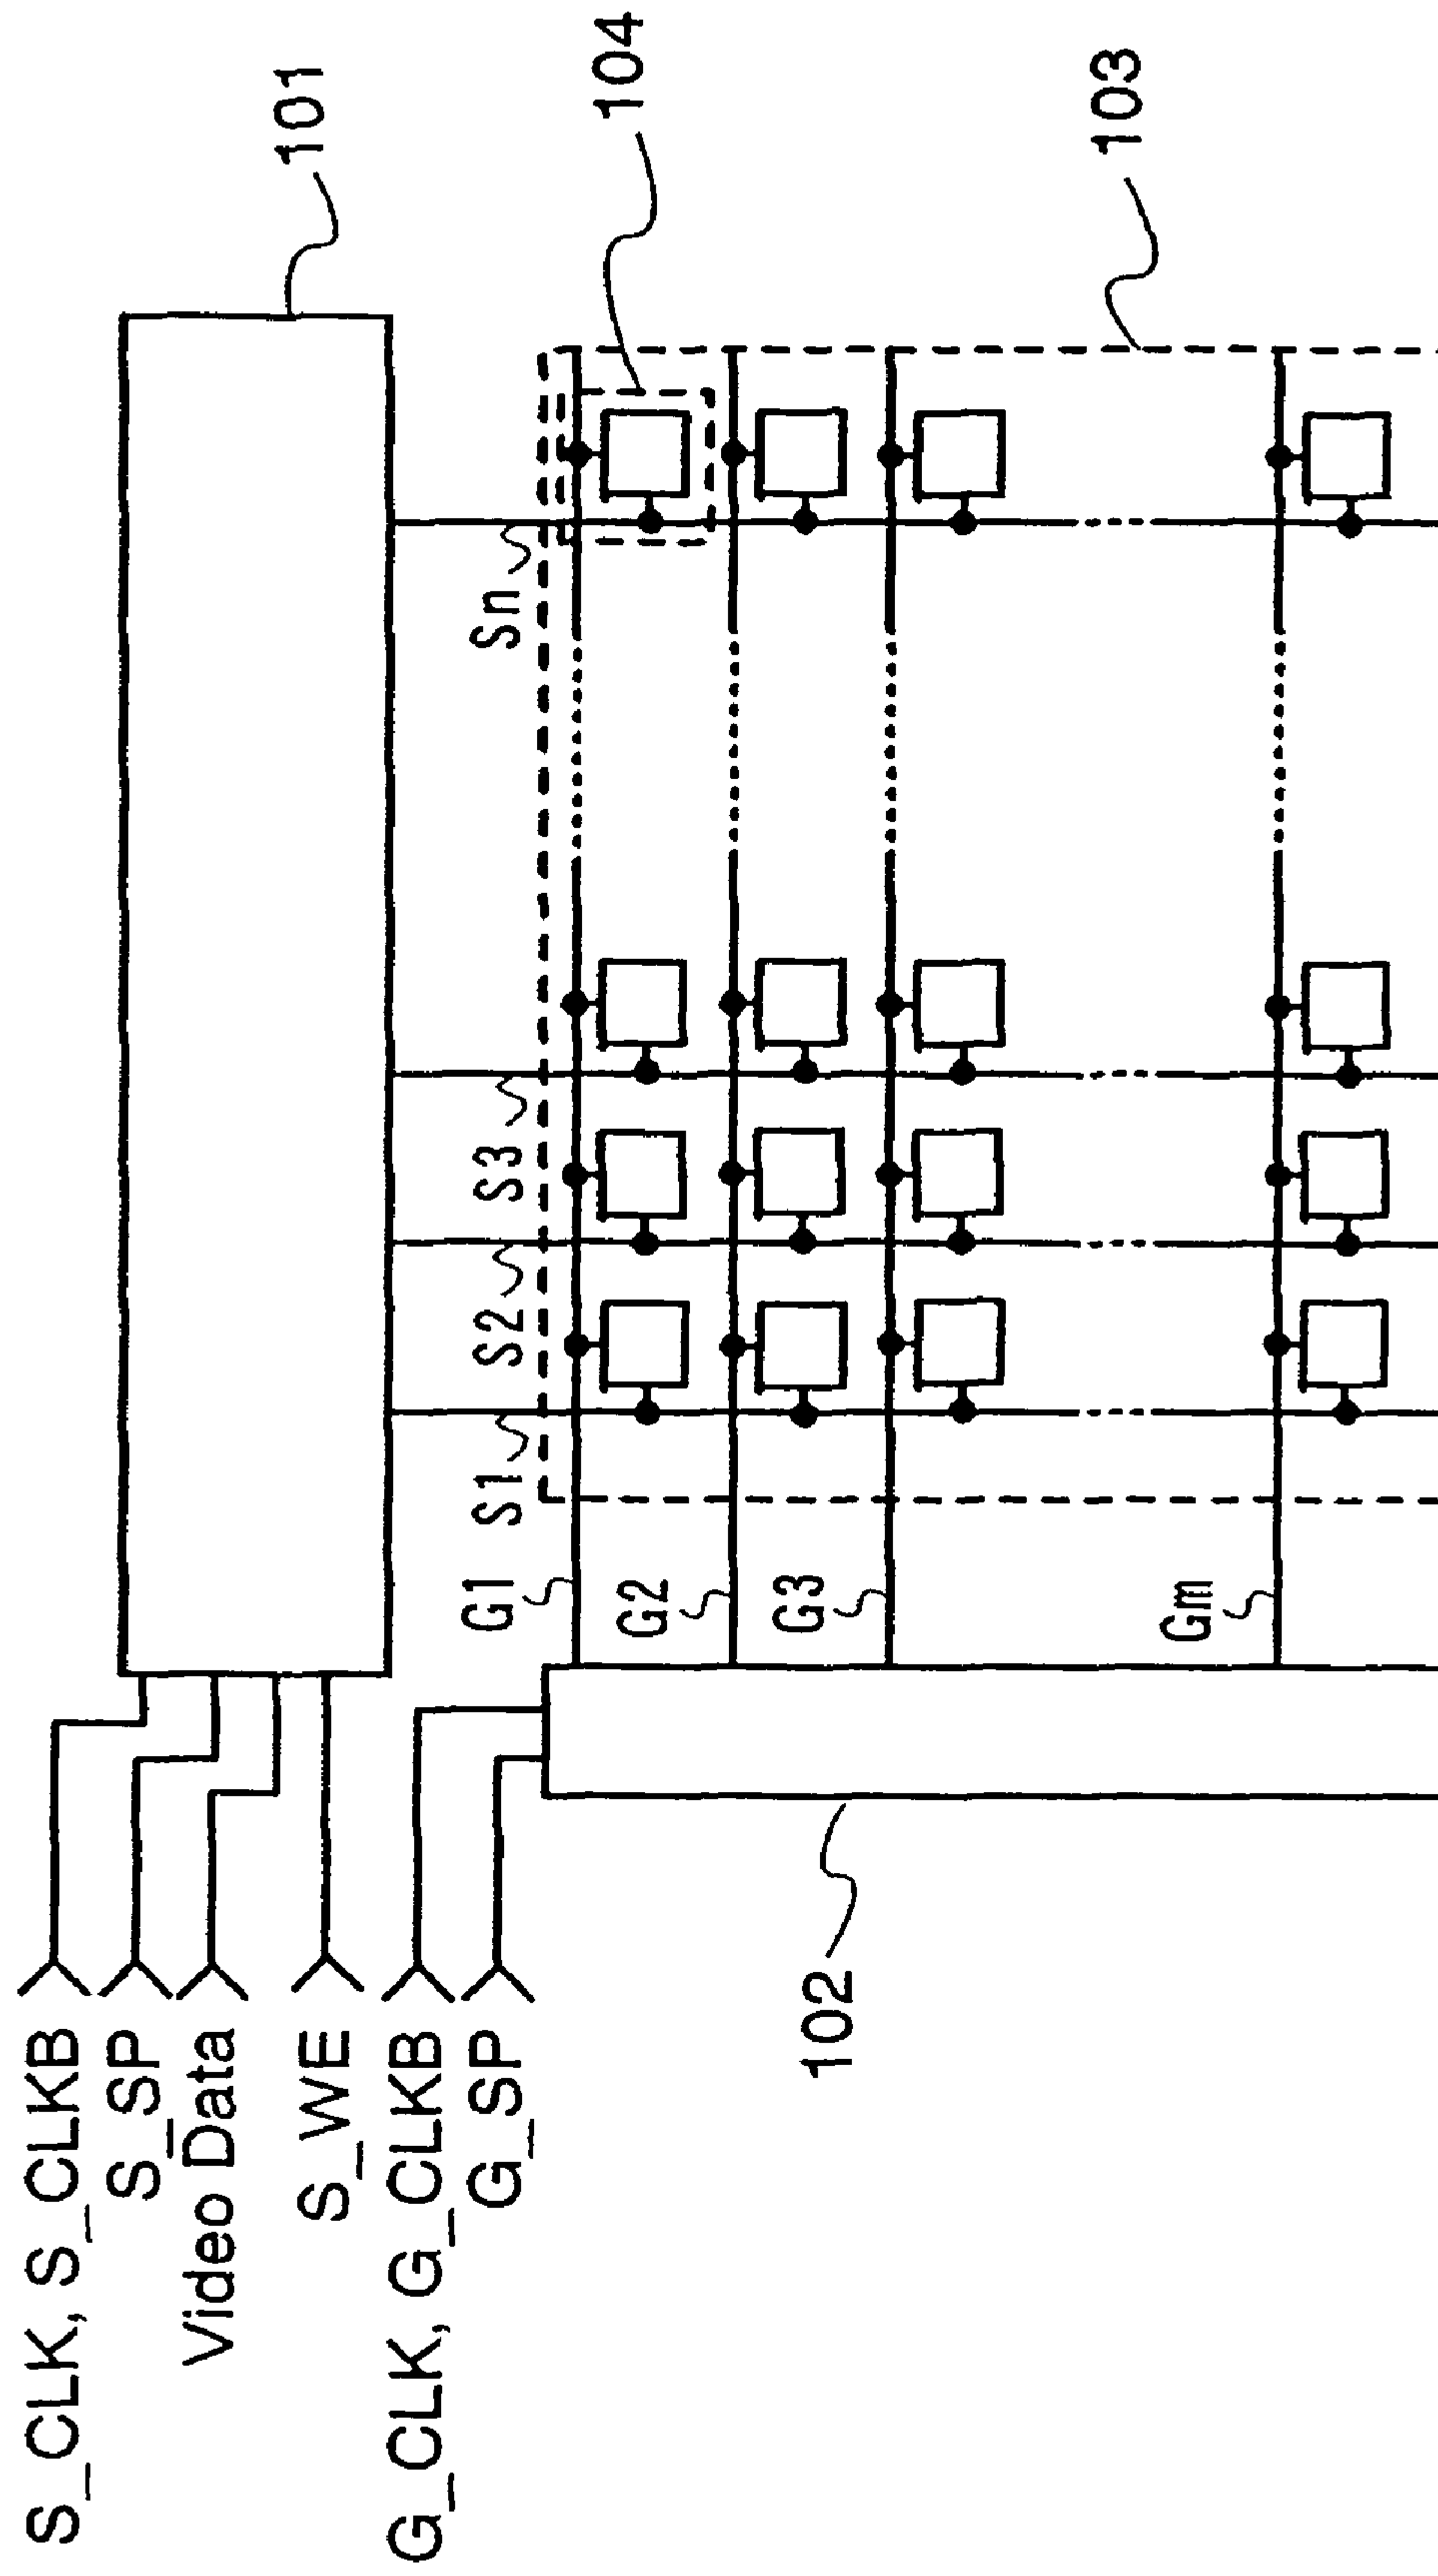 S_CLK, S_CLKB
S_SP
Video Data
S_WE
G_CLK, G_CLKB
G_SP
101
104
103
102
S1
S2
S3
Sn
G1
G2
G3
Gm